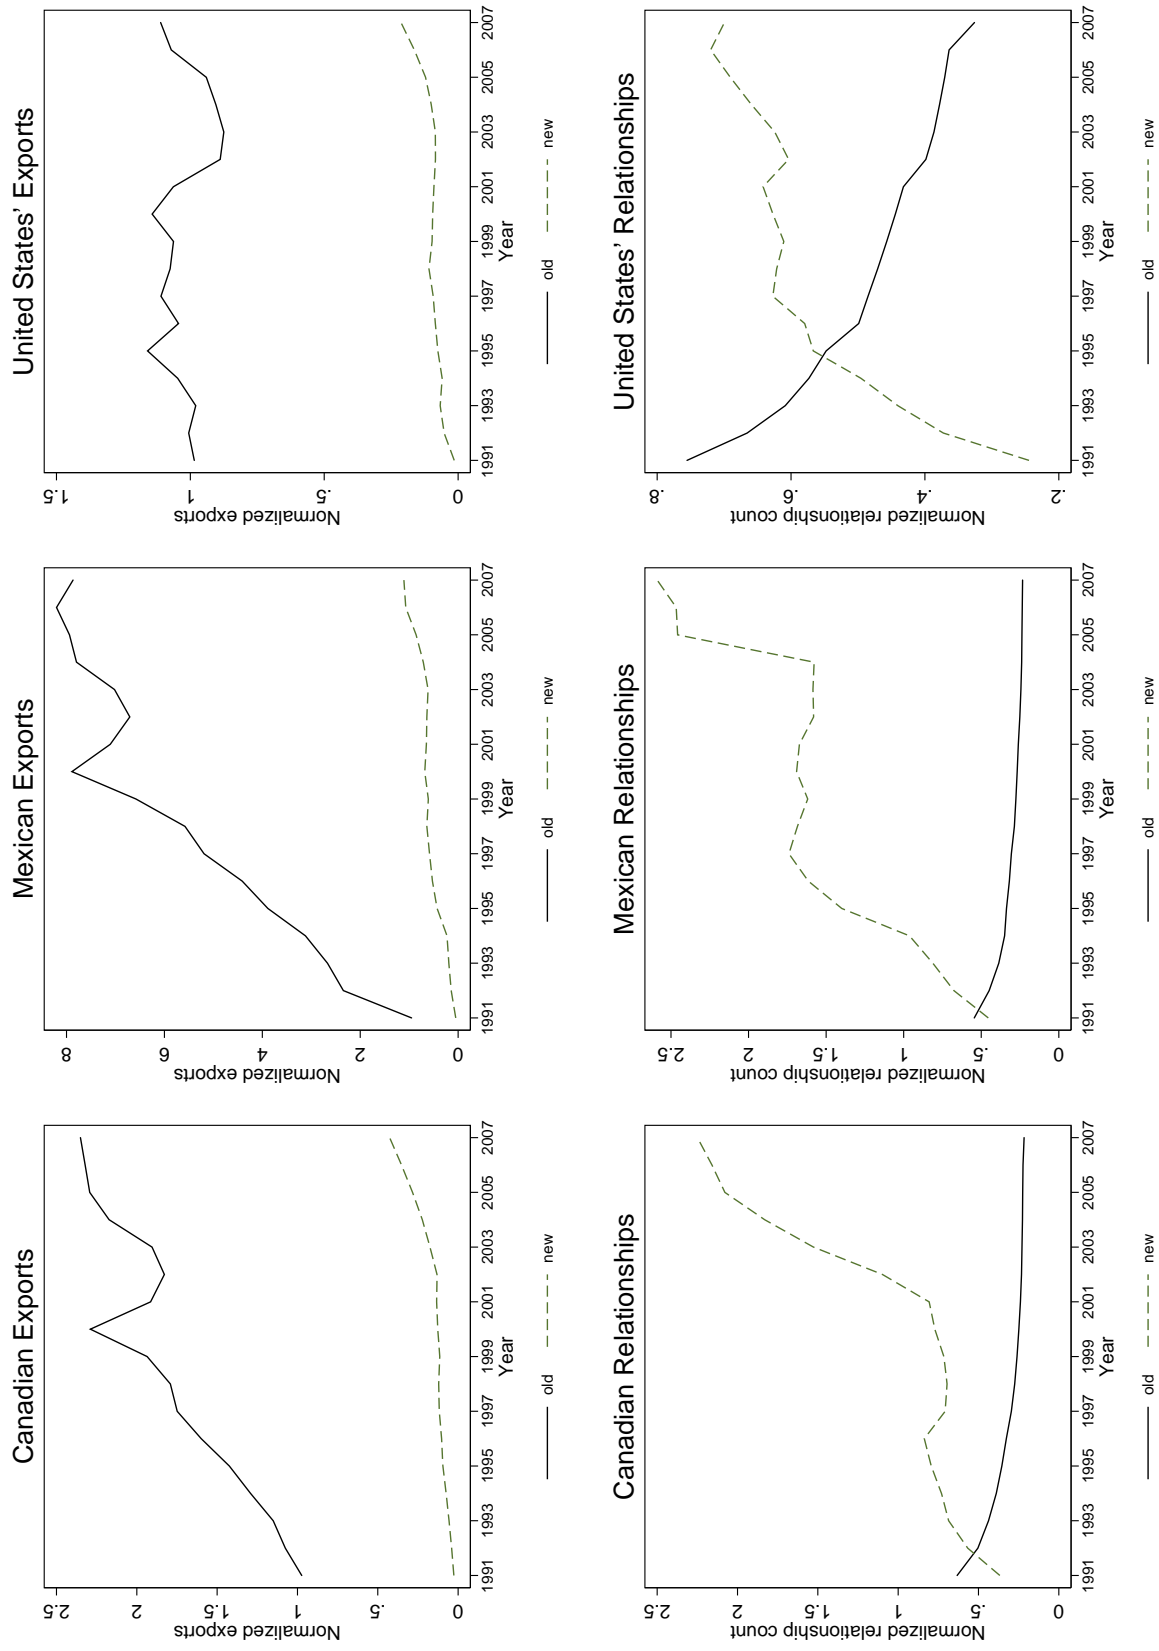 Canadian Exports
Normalized exports
2.5
2
1.5
1
.5
0
1991 1993 1995 1997 1999 2001 2003 2005 2007
Year
old new
Mexican Exports
Normalized exports
8
6
4
2
0
1991 1993 1995 1997 1999 2001 2003 2005 2007
Year
old new
United States' Exports
Normalized exports
1.5
1
.5
0
1991 1993 1995 1997 1999 2001 2003 2005 2007
Year
old new
Canadian Relationships
Normalized relationship count
2.5
2
1.5
1
.5
0
1991 1993 1995 1997 1999 2001 2003 2005 2007
Year
old new
Mexican Relationships
Normalized relationship count
2.5
2
1.5
1
.5
0
1991 1993 1995 1997 1999 2001 2003 2005 2007
Year
old new
United States' Relationships
Normalized relationship count
.8
.6
.4
.2
1991 1993 1995 1997 1999 2001 2003 2005 2007
Year
old new